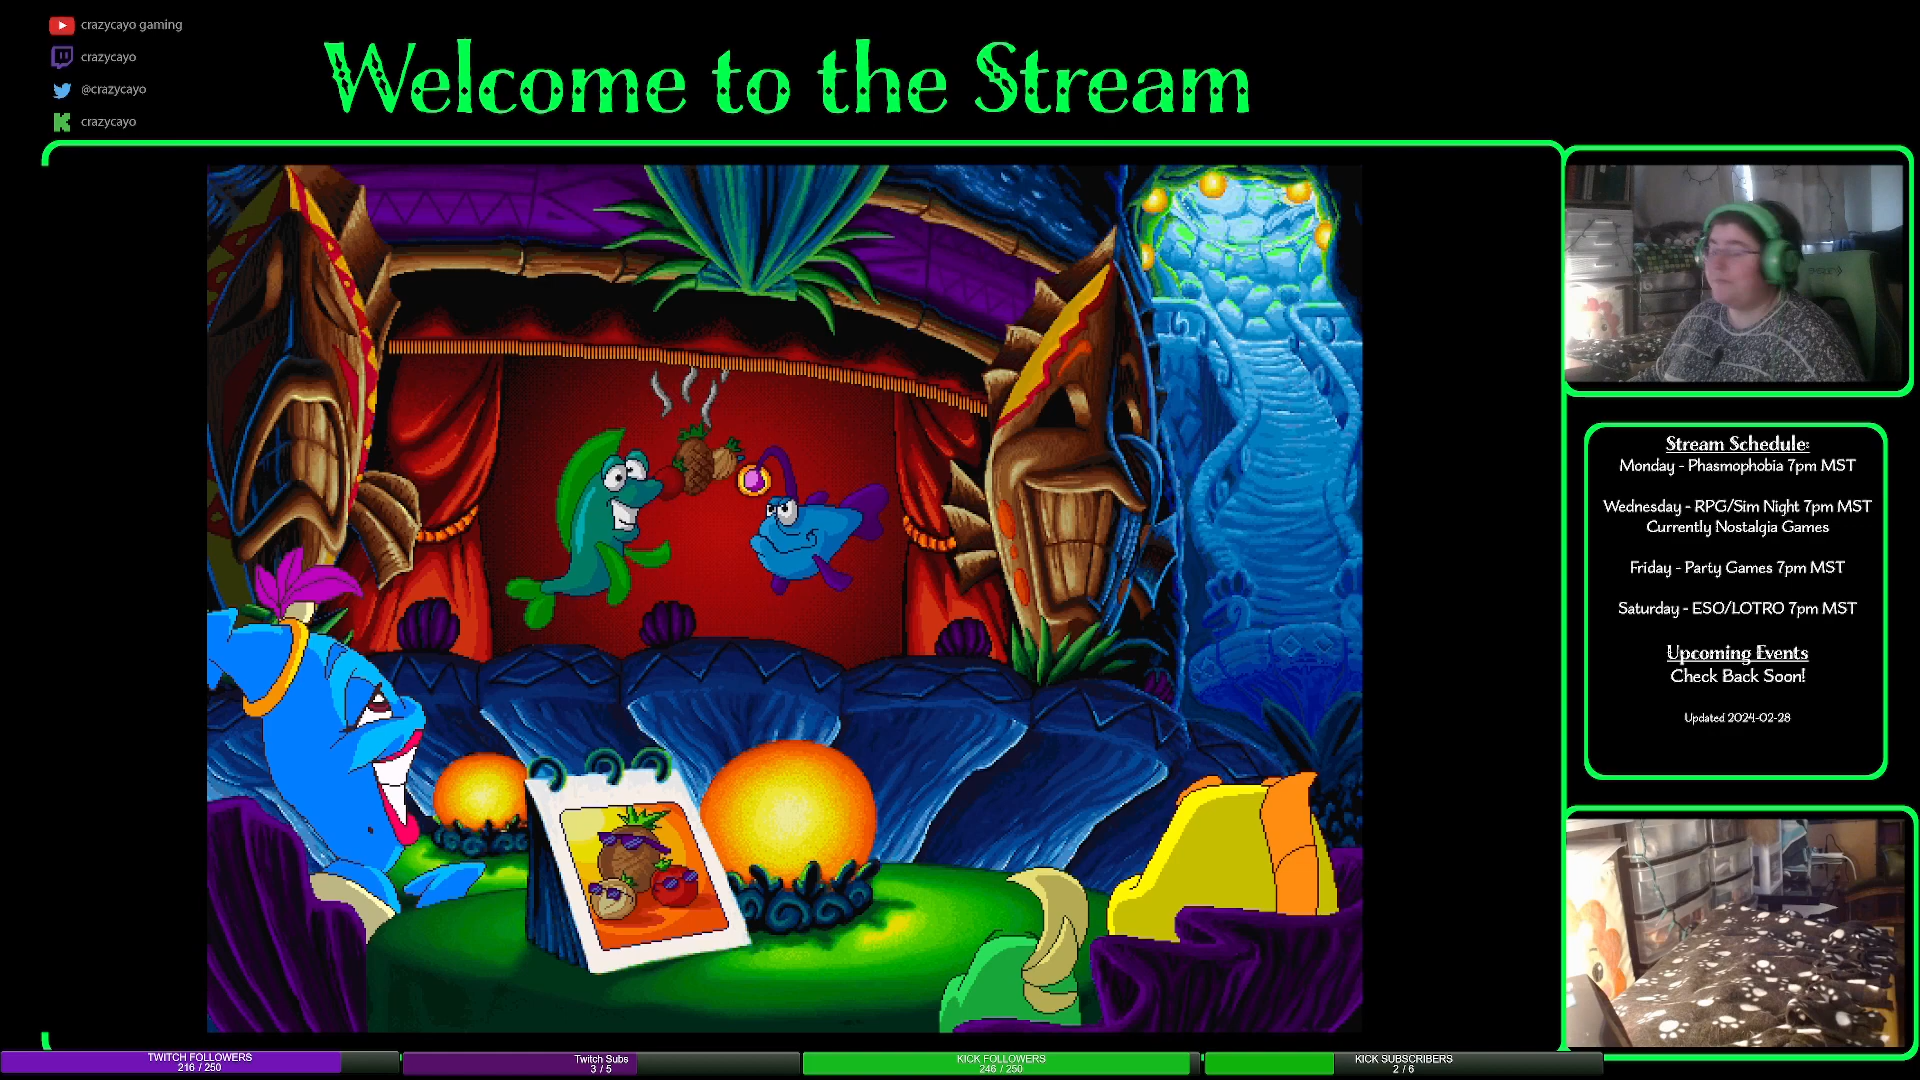 crazycayo gaming
crazycayo
@crazycayo
crazycayo
Welcome to the Stream
Stream Schedule:
Monday - Phasmophobia 7pm MST
Wednesday - RPG/Sim Night 7pm MST
Currently Nostalgia Games
Friday - Party Games 7pm MST
Saturday - ESO/LOTRO 7pm MST
Upcoming Events
Check Back Soon!
Updated 2024-02-28
TWITCH FOLLOWERS
216 / 250
Twitch Subs
3 / 5
KICK FOLLOWERS
246 / 250
KICK SUBSCRIBERS
2 / 6